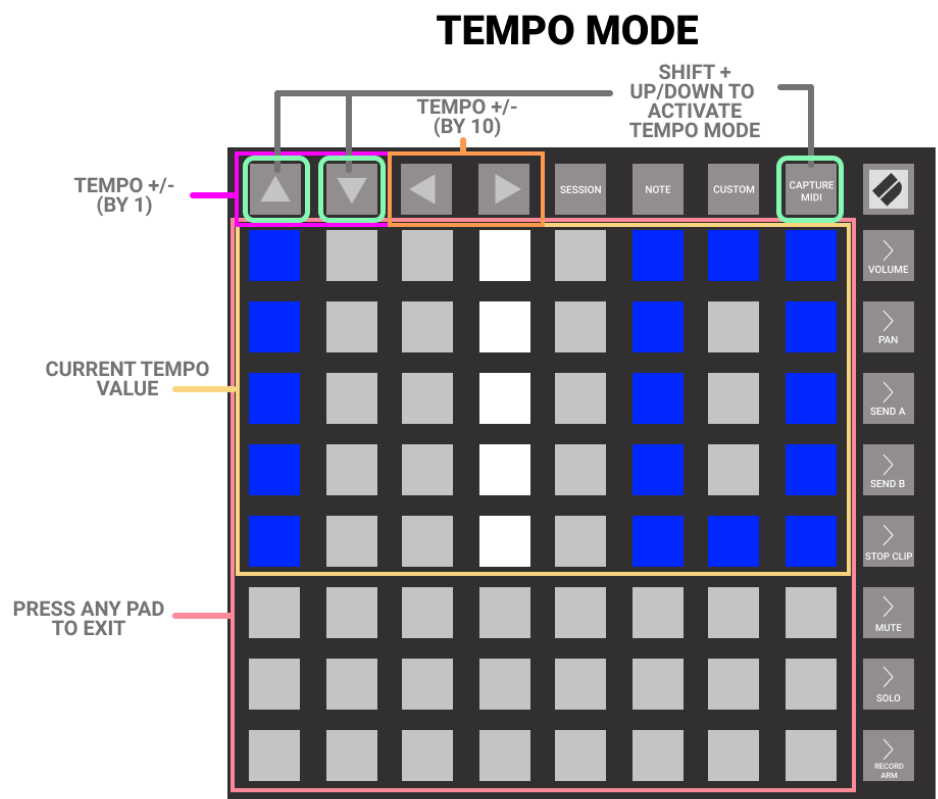 TEMPO MODE
SHIFT +
UP/DOWN TO
ACTIVATE
TEMPO MODE
TEMPO +/-
(BY 10)
TEMPO +/-
(BY 1)
SESSION
NOTE
CUSTOM
CAPTURE
MIDI
VOLUME
PAN
CURRENT TEMPO
VALUE
SEND A
SEND B
STOP CLIP
PRESS ANY PAD
TO EXIT
MUTE
SOLO
RECORD
ARM